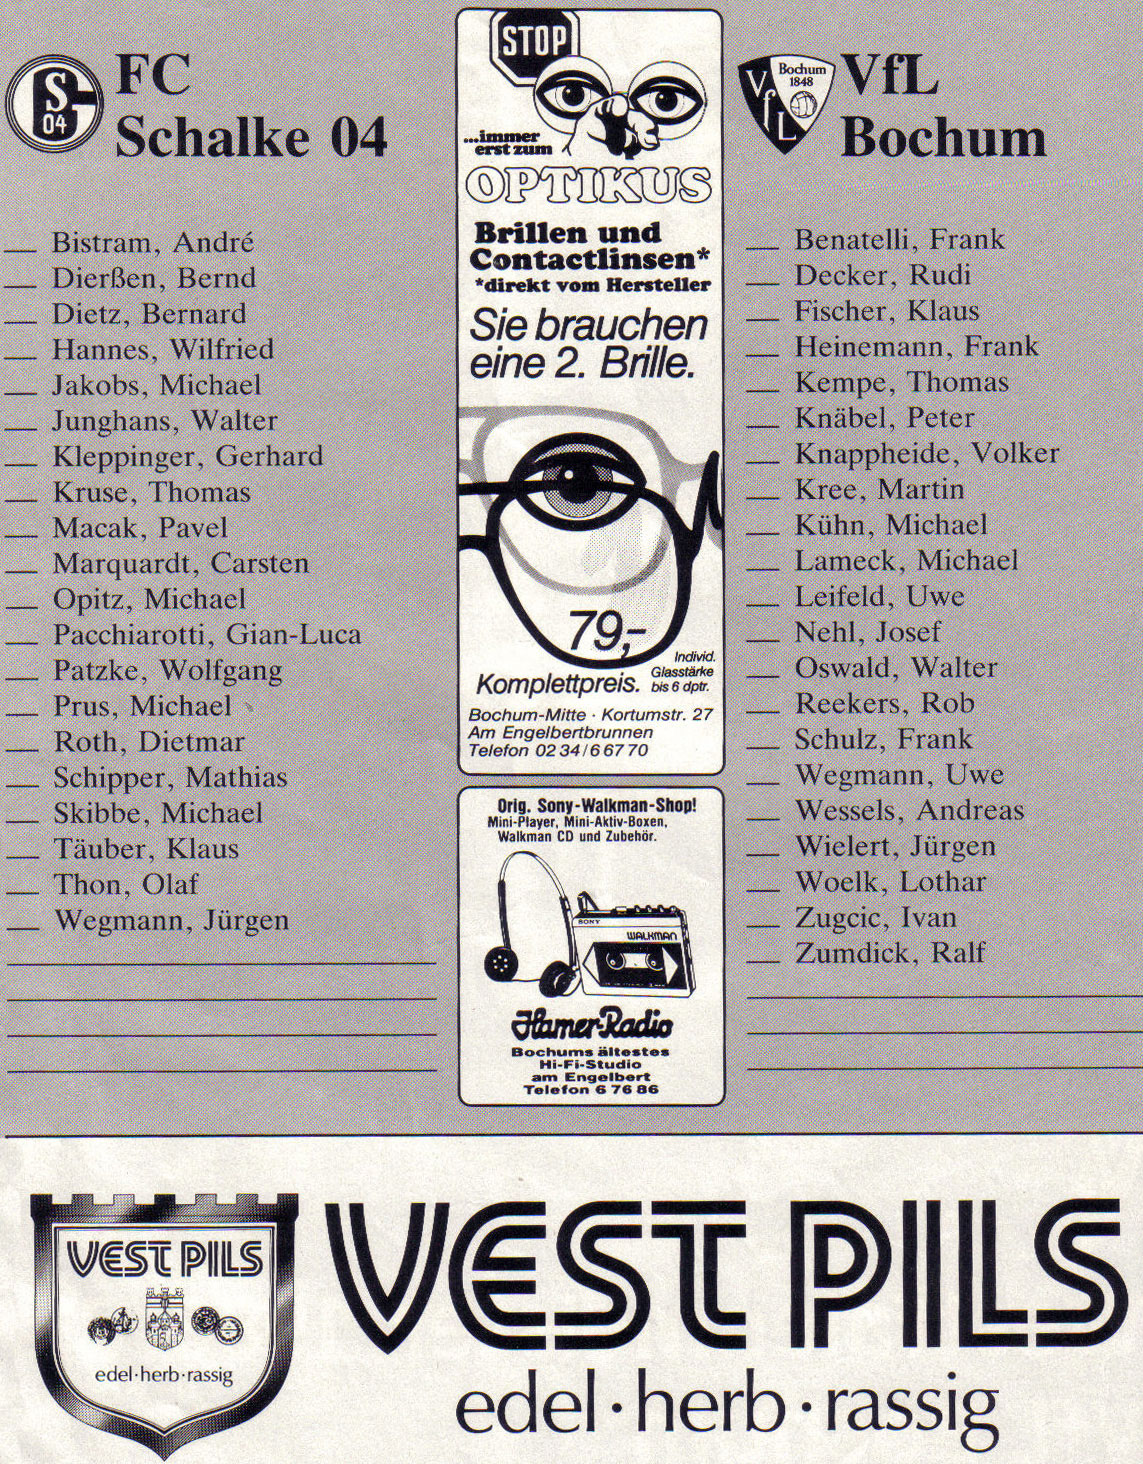 S
04
FC
Schalke 04
Bistram, André
Dierßen, Bernd
Dietz, Bernard
Hannes, Wilfried
Jakobs, Michael
Junghans, Walter
Kleppinger, Gerhard
Kruse, Thomas
Macak, Pavel
Marquardt, Carsten
Opitz, Michael
Pacchiarotti, Gian-Luca
Patzke, Wolfgang
Prus, Michael
Roth, Dietmar
Schipper, Mathias
Skibbe, Michael
Täuber, Klaus
Thon, Olaf
Wegmann, Jürgen
STOP
...immer
erst zum
OPTIKUS
Brillen und
Contactlinsen*
*direkt vom Hersteller
Sie brauchen
eine 2. Brille.
79,-
Komplettpreis.
Individ.
Glasstärke
bis 6 dptr.
Bochum-Mitte · Kortumstr. 27
Am Engelbertbrunnen
Telefon 02 34/6 67 70
Orig. Sony-Walkman-Shop!
Mini-Player, Mini-Aktiv-Boxen,
Walkman CD und Zubehör.
SONY
WALKMAN
Hamer-Radio
Bochums ältestes
Hi-Fi-Studio
am Engelbert
Telefon 6 76 86
Bochum
1848
VfL
VfL
Bochum
Benatelli, Frank
Decker, Rudi
Fischer, Klaus
Heinemann, Frank
Kempe, Thomas
Knäbel, Peter
Knappheide, Volker
Kree, Martin
Kühn, Michael
Lameck, Michael
Leifeld, Uwe
Nehl, Josef
Oswald, Walter
Reekers, Rob
Schulz, Frank
Wegmann, Uwe
Wessels, Andreas
Wielert, Jürgen
Woelk, Lothar
Zugcic, Ivan
Zumdick, Ralf
VEST PILS
edel·herb·rassig
VEST PILS
edel·herb·rassig